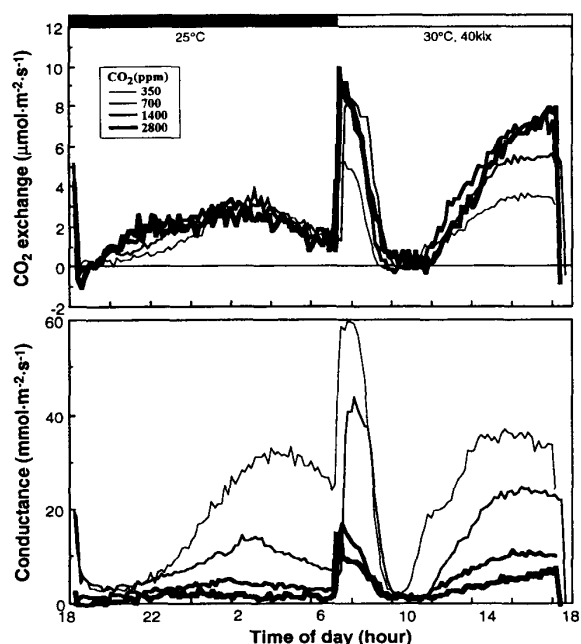 25°C
30°C, 40klx
CO2(ppm)
350
700
1400
2800
CO2 exchange (µmol·m-2·s-1)
12
10
8
6
4
2
0
-2
Conductance (mmol·m-2·s-1)
60
40
20
0
18 22 2 6 10 14 18
Time of day (hour)